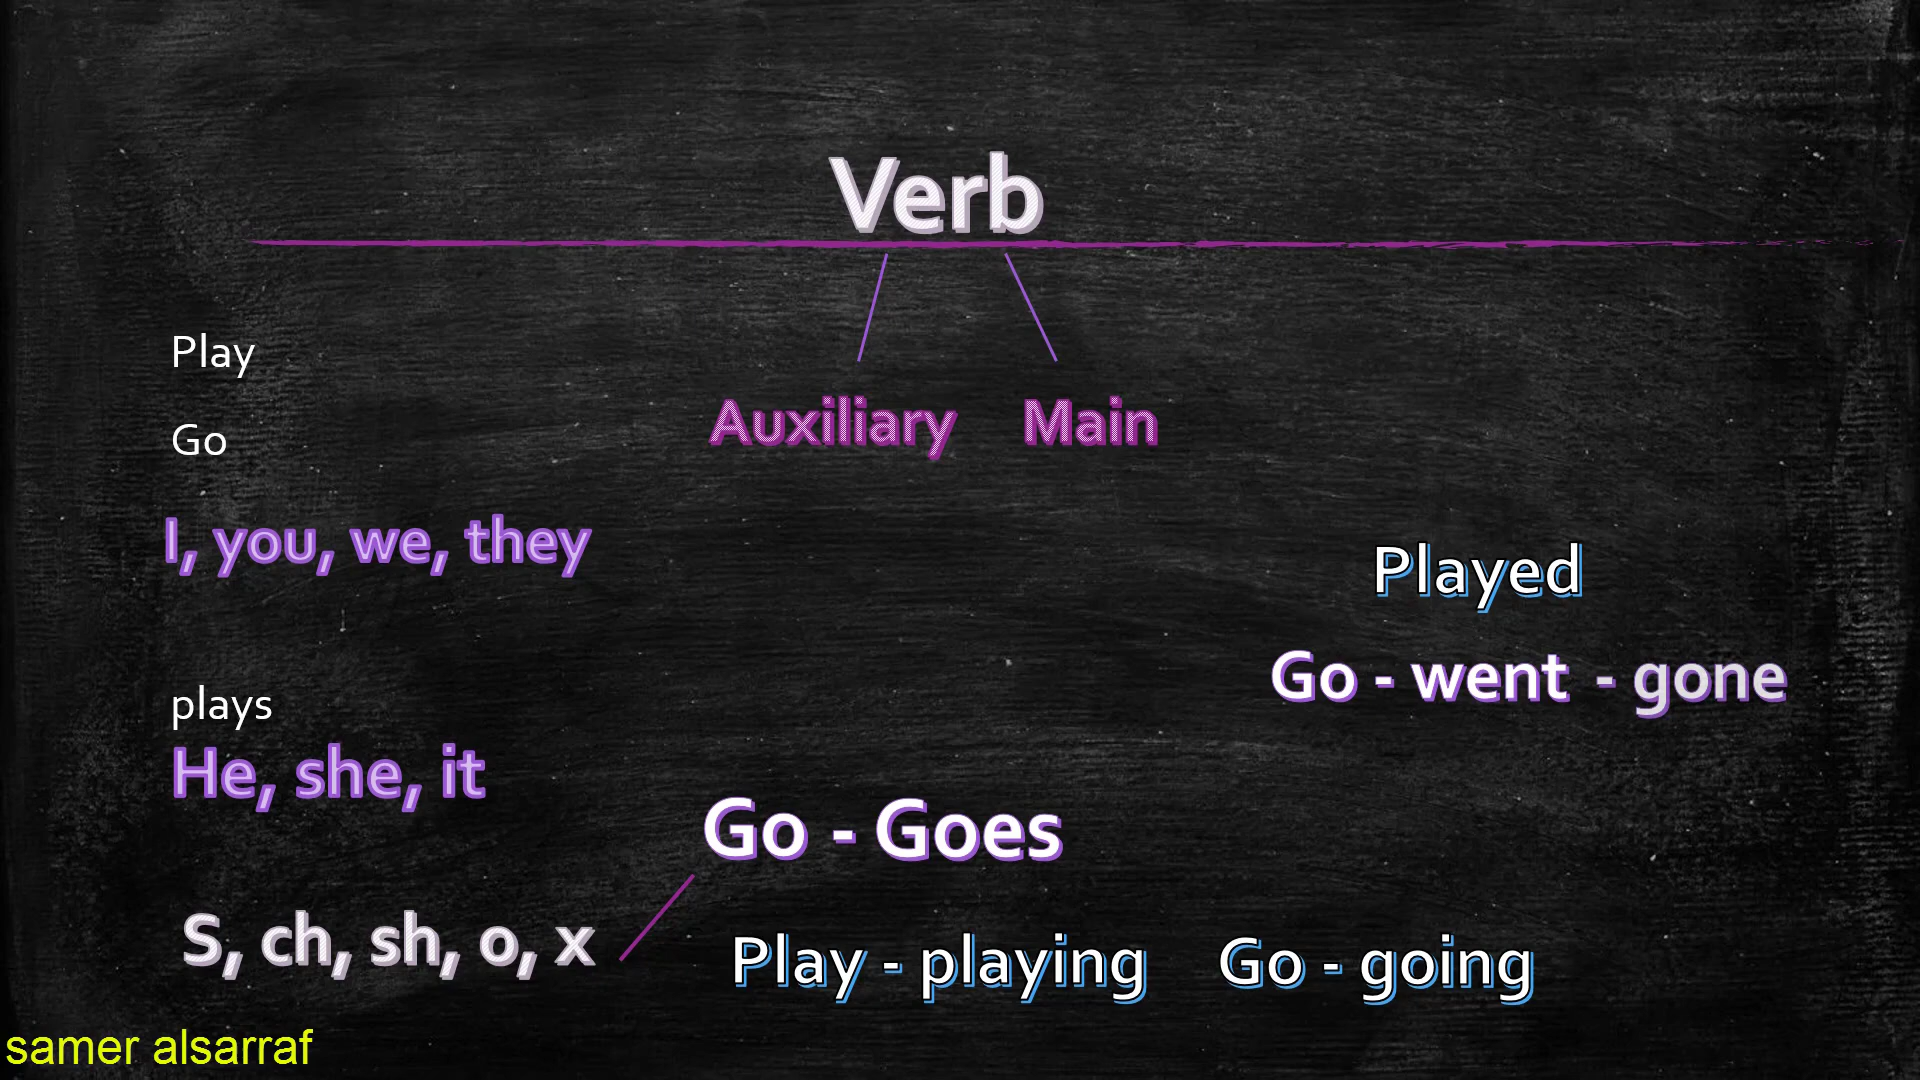 Verb
Play
Auxiliary Main
Go
I, you, we, they
Played
Go - went - gone
plays
He, she, it
Go - Goes
S, ch, sh, o, x
Play - playing Go - going
samer alsarraf